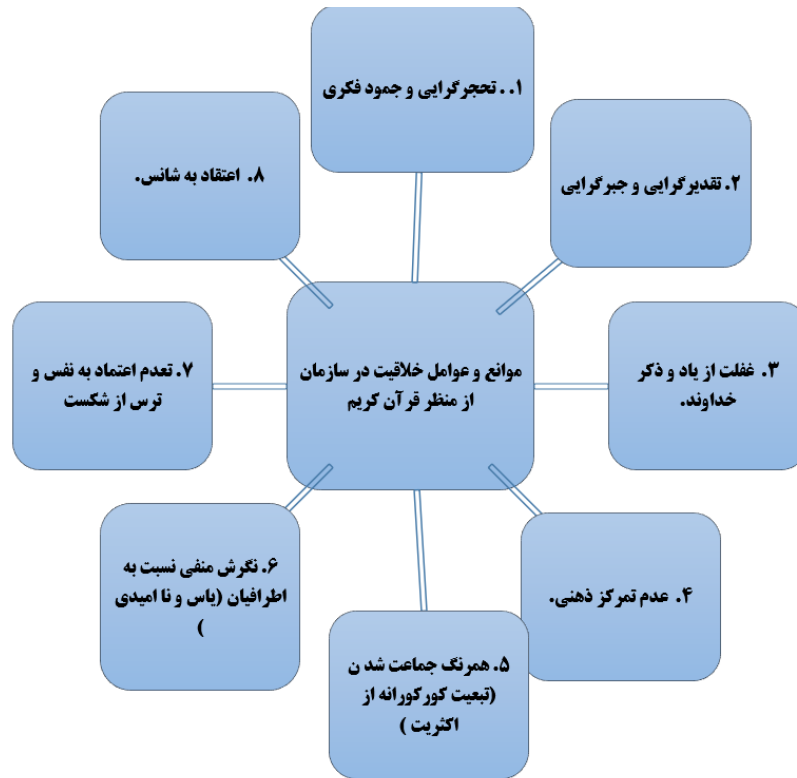 ۱. . تحجرگرایی و جمود فکری
۲. تقدیرگرایی و جبرگرایی
۳. غفلت از یاد و ذکر
خداوند.
۴. عدم تمرکز ذهنی.
۵. همرنگ جماعت شد ن
(تبعیت کورکورانه از
اکثریت )
۶. نگرش منفی نسبت به
اطرافیان (یاس و نا امیدی
)
۷. تعدم اعتماد به نفس و
ترس از شکست
۸. اعتقاد به شانس.
موانع و عوامل خلاقیت در سازمان
از منظر قرآن کریم